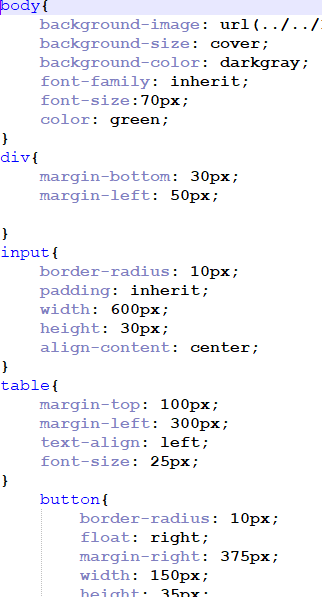 body{
background-image: url(../../
background-size: cover;
background-color: darkgray;
font-family: inherit;
font-size:70px;
color: green;
}
div{
margin-bottom: 30px;
margin-left: 50px;
}
input{
border-radius: 10px;
padding: inherit;
width: 600px;
height: 30px;
align-content: center;
}
table{
margin-top: 100px;
margin-left: 300px;
text-align: left;
font-size: 25px;
}
button{
border-radius: 10px;
float: right;
margin-right: 375px;
width: 150px;
height: 35px;